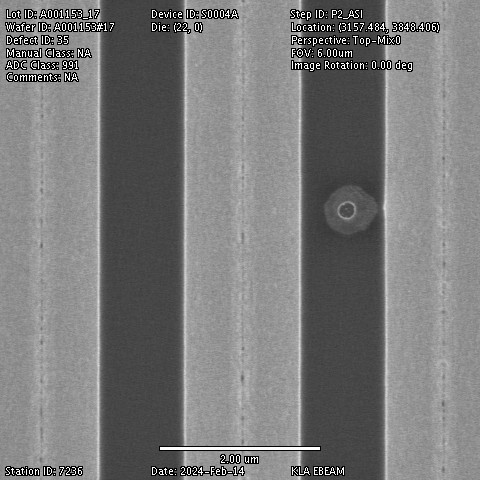 Lot ID: A001153_17
Wafer ID: A001153#17
Defect ID: 35
Manual Class: NA
ADC Class: 991
Comments: NA
Device ID: S0004A
Die: (22, 0)
Step ID: P2_ASI
Location: (3157.484, 3848.406)
Perspective: Top-Mix0
FOV: 6.00um
Image Rotation: 0.00 deg
2.00 um
Station ID: 7236
Date: 2024-Feb-14
KLA EBEAM